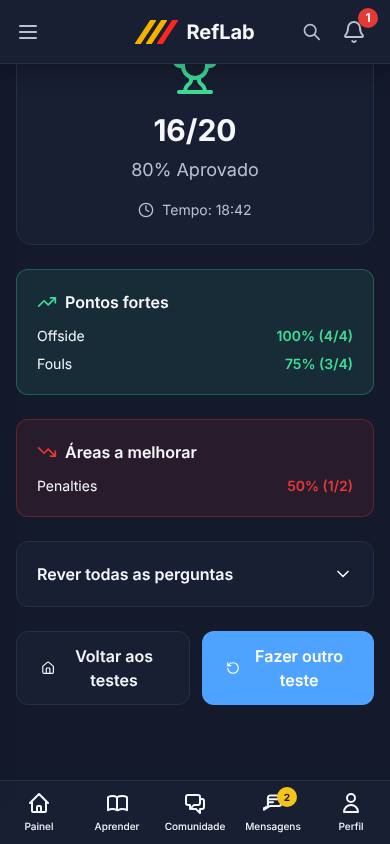 RefLab
1
16/20
80% Aprovado
Tempo: 18:42
Pontos fortes
Offside 100% (4/4)
Fouls 75% (3/4)
Áreas a melhorar
Penalties 50% (1/2)
Rever todas as perguntas
Voltar aos
testes
Fazer outro
teste
2
Painel Aprender Comunidade Mensagens Perfil